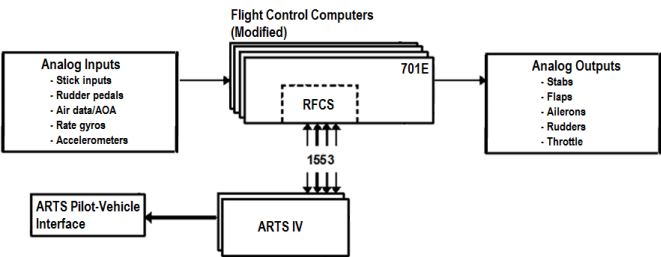 Flight Control Computers
(Modified)
Analog Inputs
- Stick inputs
- Rudder pedals
- Air data/AOA
- Rate gyros
- Accelerometers
701E
RFCS
Analog Outputs
- Stabs
- Flaps
- Ailerons
- Rudders
- Throttle
1553
ARTS Pilot-Vehicle
Interface
ARTS IV